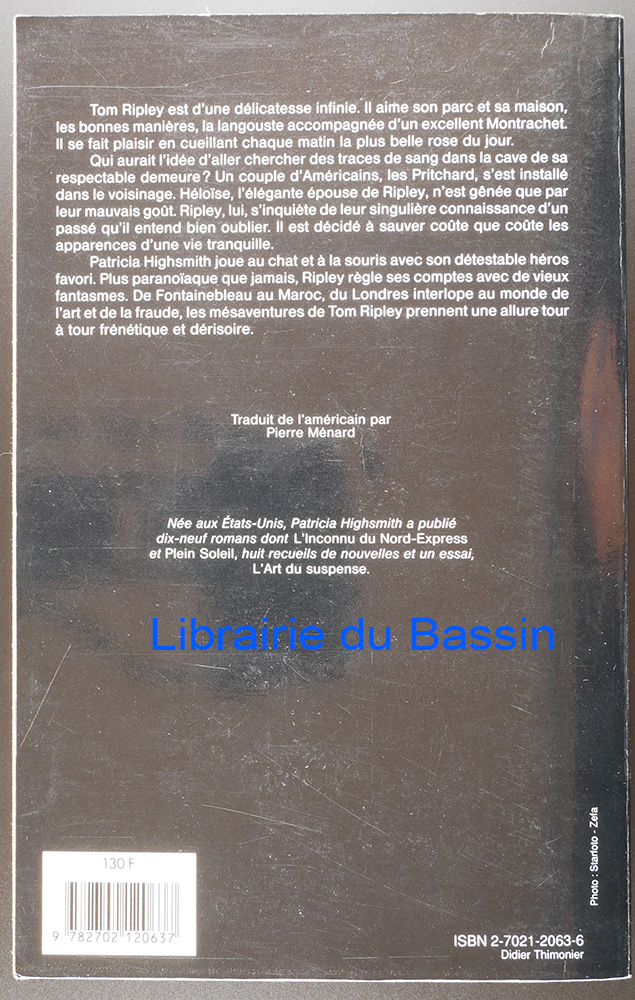 Tom Ripley est d'une délicatesse infinie. Il aime son parc et sa maison,
les bonnes manières, la langouste accompagnée d'un excellent Montrachet.
Il se fait plaisir en cueillant chaque matin la plus belle rose du jour.
Qui aurait l'idée d'aller chercher des traces de sang dans la cave de sa
respectable demeure ? Un couple d'Américains, les Pritchard, s'est installé
dans le voisinage. Héloïse, l'élégante épouse de Ripley, n'est gênée que par
leur mauvais goût. Ripley, lui, s'inquiète de leur singulière connaissance d'un
passé qu'il entend bien oublier. Il est décidé à sauver coûte que coûte les
apparences d'une vie tranquille.
Patricia Highsmith joue au chat et à la souris avec son détestable héros
favori. Plus paranoïaque que jamais, Ripley règle ses comptes avec de vieux
fantasmes. De Fontainebleau au Maroc, du Londres interlope au monde de
l'art et de la fraude, les mésaventures de Tom Ripley prennent une allure tour
à tour frénétique et dérisoire.
Traduit de l'américain par
Pierre Ménard
Née aux États-Unis, Patricia Highsmith a publié
dix-neuf romans dont L'Inconnu du Nord-Express
et Plein Soleil, huit recueils de nouvelles et un essai,
L'Art du suspense.
Librairie du Bassin
Photo : Starfoto - Zefa
130 F
9 782702 120637
ISBN 2-7021-2063-6
Didier Thimonier